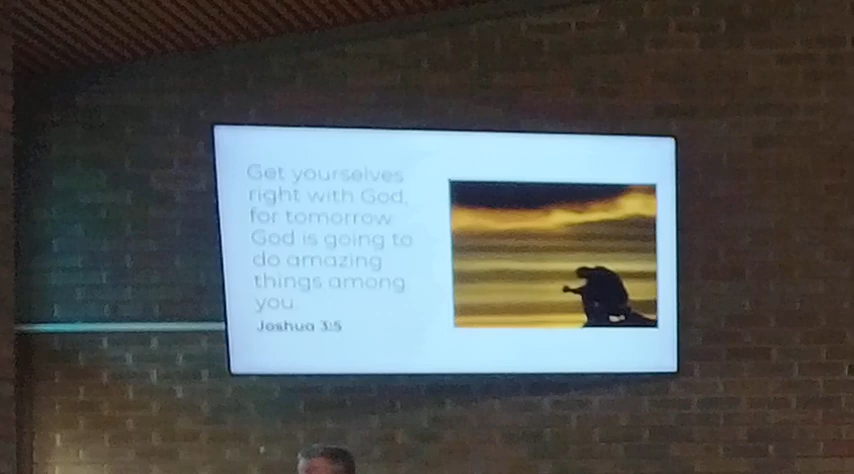 Get yourselves
right with God,
for tomorrow
God is going to
do amazing
things among
you.
Joshua 3:5